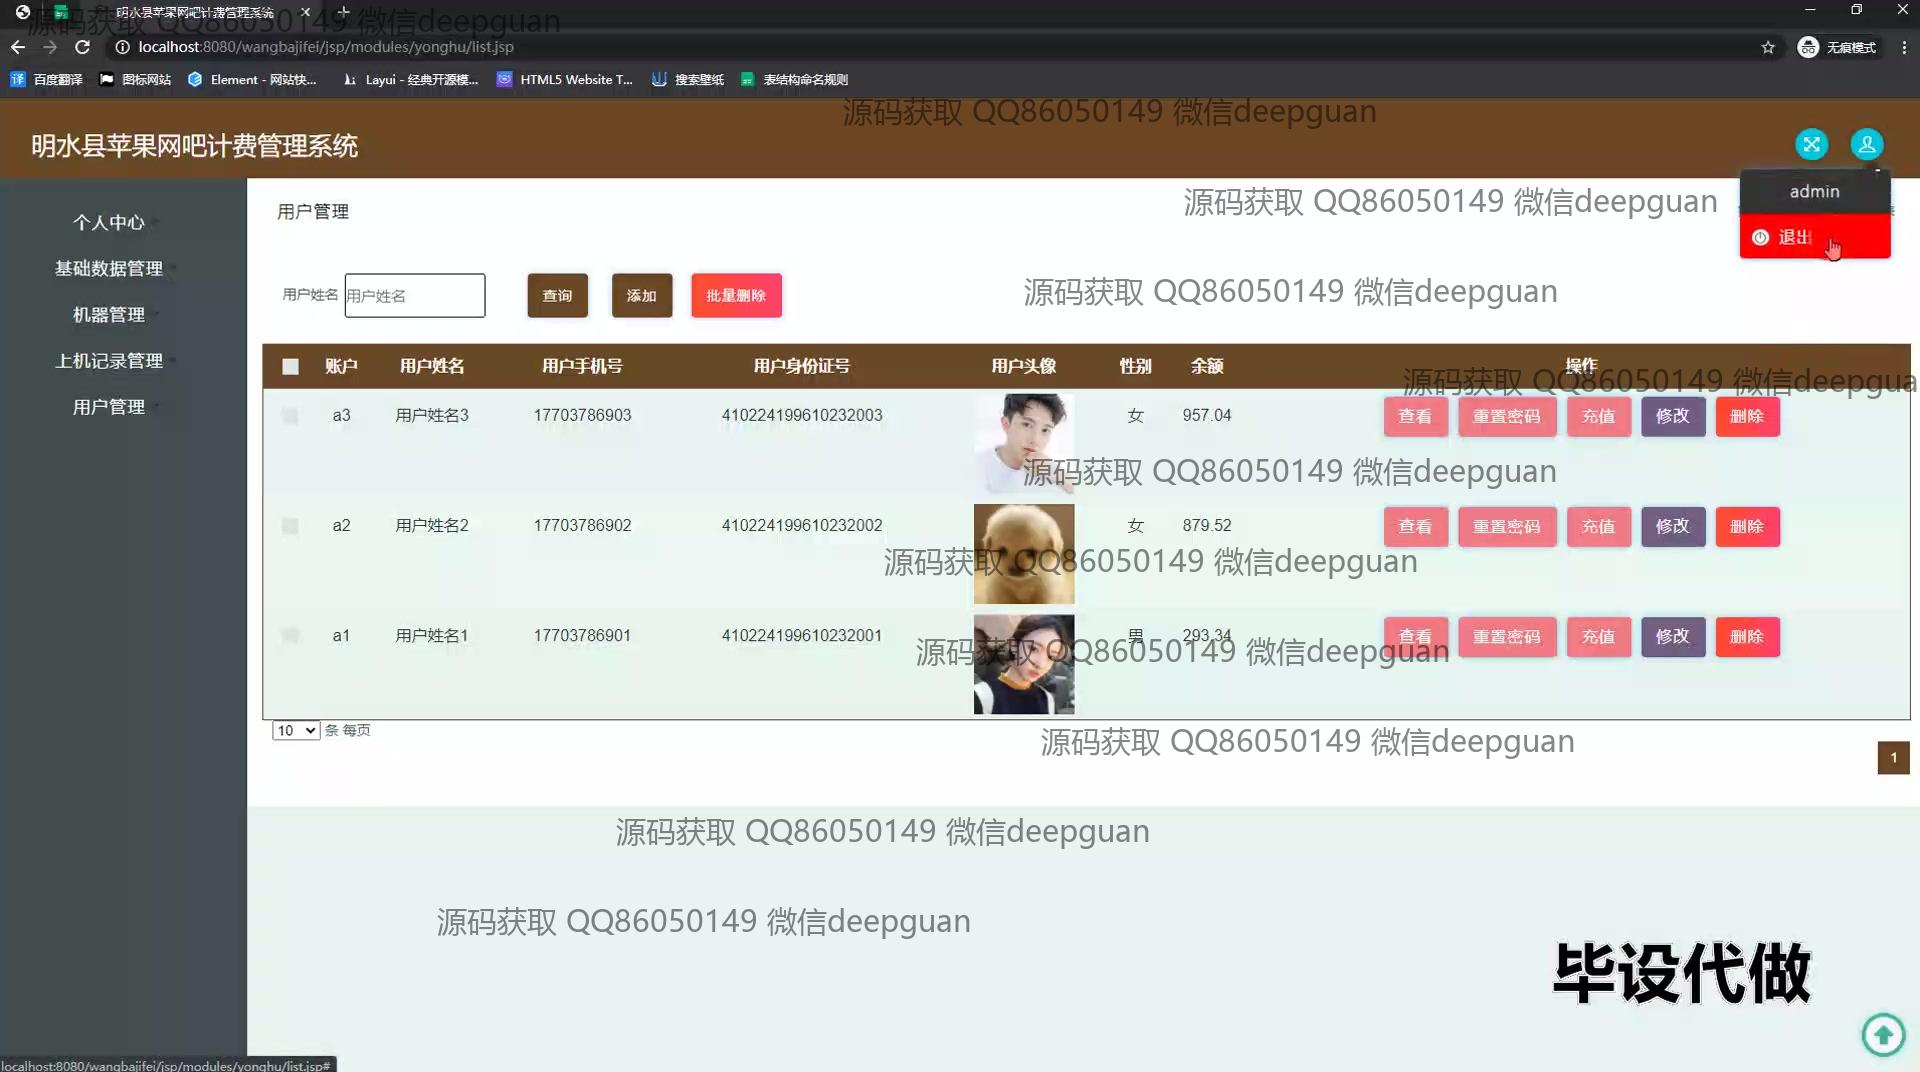 明水县苹果网吧计费管理系统
源码获取 QQ86050149 微信deepguan
localhost:8080/wangbajifei/jsp/modules/yonghu/list.jsp
无痕模式
百度翻译 图标网站 Element - 网站快... Layui - 经典开源模... HTML5 Website T... 搜索壁纸 表结构命名规则
源码获取 QQ86050149 微信deepguan
明水县苹果网吧计费管理系统
admin
退出
个人中心
基础数据管理
机器管理
上机记录管理
用户管理
用户管理
源码获取 QQ86050149 微信deepguan
用户姓名 用户姓名 查询 添加 批量删除
源码获取 QQ86050149 微信deepguan
账户 用户姓名 用户手机号 用户身份证号 用户头像 性别 余额 操作
源码获取 QQ86050149 微信deepgua
a3 用户姓名3 17703786903 410224199610232003 女 957.04 查看 重置密码 充值 修改 删除
源码获取 QQ86050149 微信deepguan
a2 用户姓名2 17703786902 410224199610232002 女 879.52 查看 重置密码 充值 修改 删除
源码获取 QQ86050149 微信deepguan
a1 用户姓名1 17703786901 410224199610232001 男 293.34 查看 重置密码 充值 修改 删除
源码获取 QQ86050149 微信deepguan
10 条 每页
源码获取 QQ86050149 微信deepguan
1
源码获取 QQ86050149 微信deepguan
源码获取 QQ86050149 微信deepguan
毕设代做
localhost:8080/wangbajifei/jsp/modules/yonghu/list.jsp#